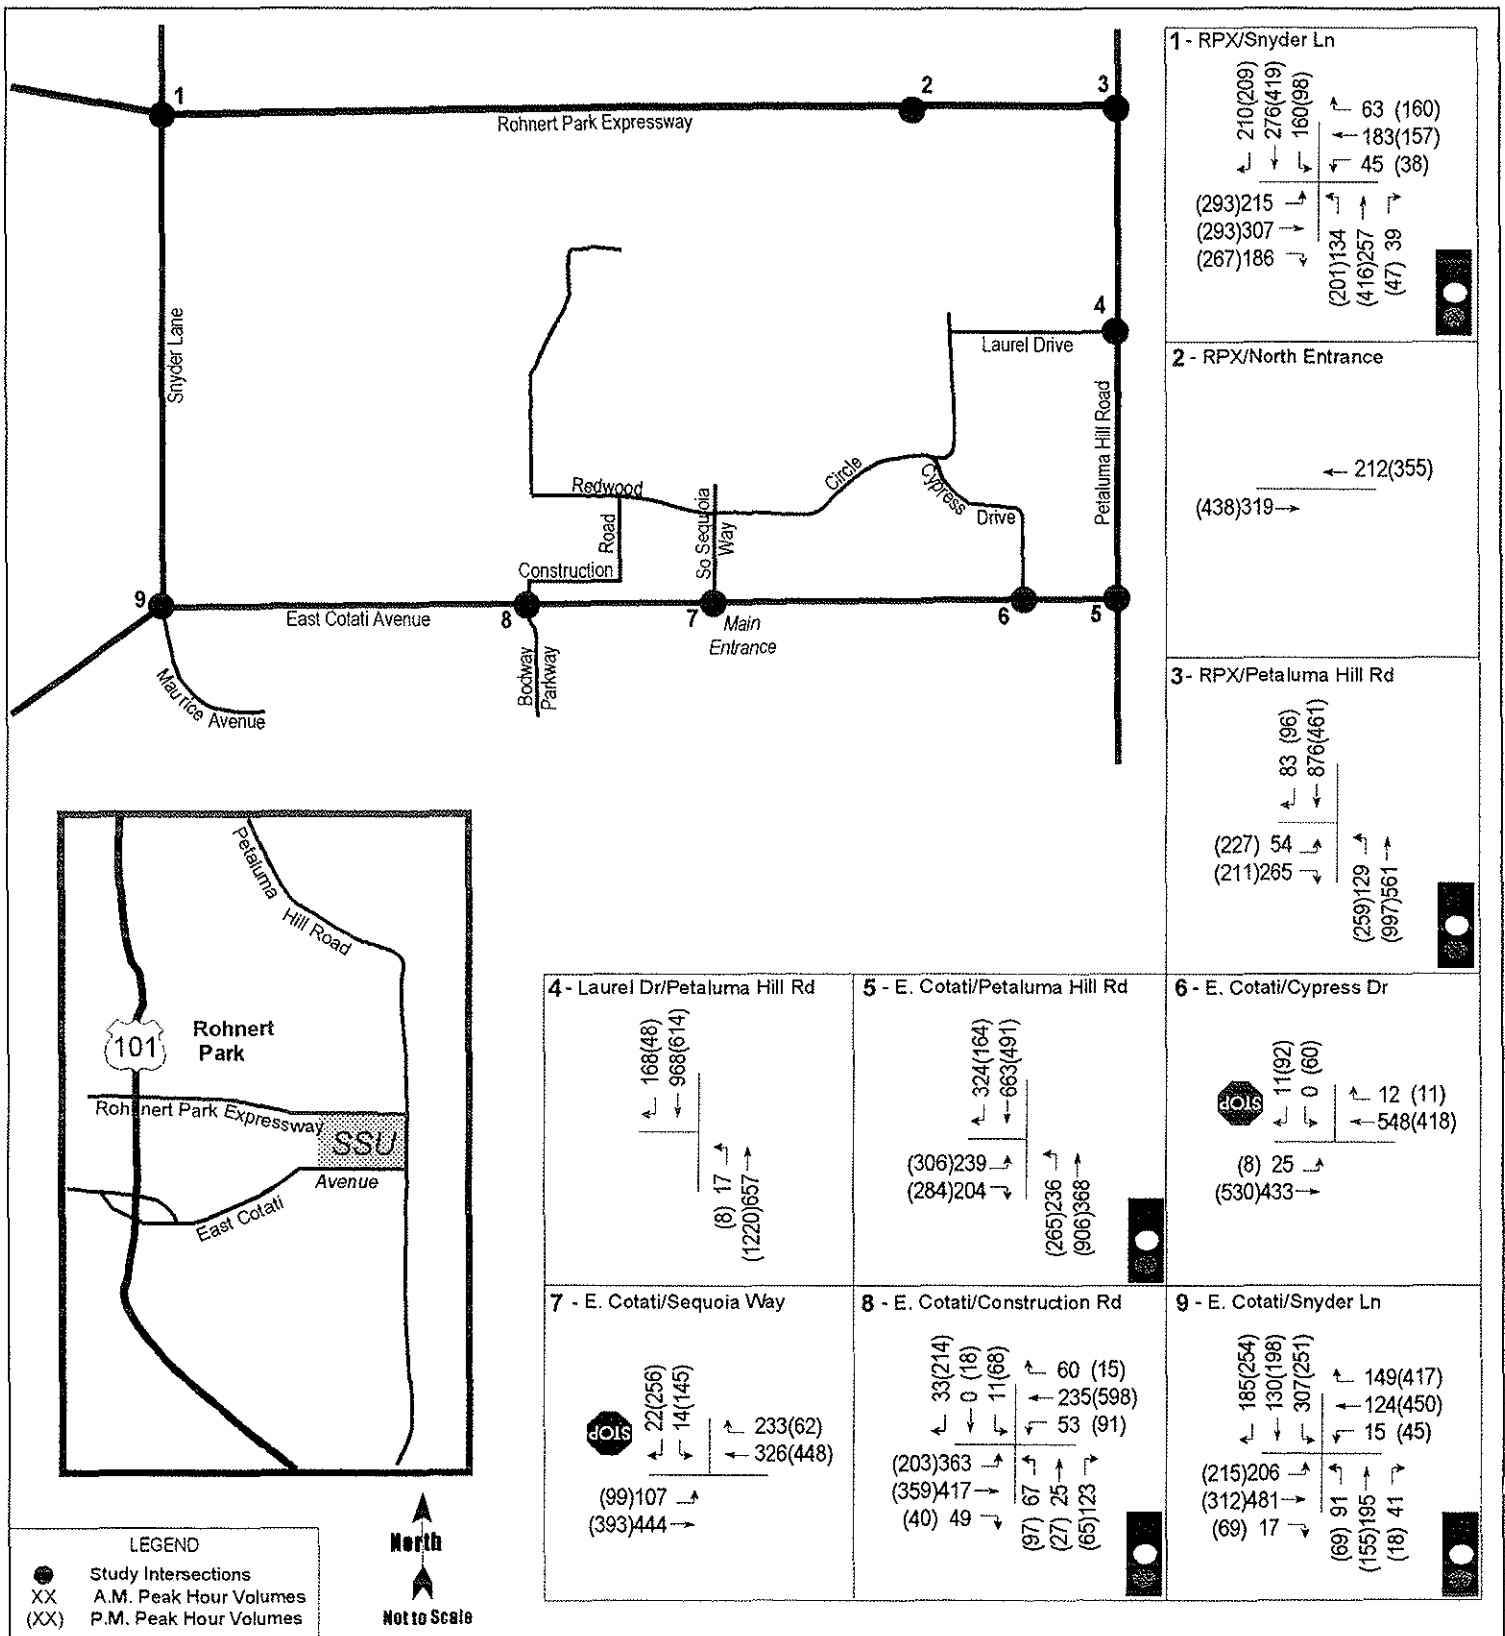 1
2
3
Rohnert Park Expressway
Snyder Lane
4
Laurel Drive
Petaluma Hill Road
Redwood
Circle
Cypress
Drive
Construction
Road
So Sequoia
Way
9
8
7
6
5
East Cotati Avenue
Main
Entrance
Maurice Avenue
Bodway
Parkway
1 - RPX/Snyder Ln
210(209)
276(419)
160(98)
63 (160)
183(157)
45 (38)
(293)215
(293)307
(267)186
(201)134
(416)257
(47) 39
2 - RPX/North Entrance
212(355)
(438)319
3 - RPX/Petaluma Hill Rd
83 (96)
876(461)
(227) 54
(211)265
(259)129
(997)561
4 - Laurel Dr/Petaluma Hill Rd
168(48)
968(614)
(8) 17
(1220)657
5 - E. Cotati/Petaluma Hill Rd
324(164)
663(491)
(306)239
(284)204
(265)236
(906)368
6 - E. Cotati/Cypress Dr
STOP
11(92)
0 (60)
12 (11)
548(418)
(8) 25
(530)433
7 - E. Cotati/Sequoia Way
STOP
22(256)
14(145)
233(62)
326(448)
(99)107
(393)444
8 - E. Cotati/Construction Rd
33(214)
0 (18)
11(68)
60 (15)
235(598)
53 (91)
(203)363
(359)417
(40) 49
(97) 67
(27) 25
(65)123
9 - E. Cotati/Snyder Ln
185(254)
130(198)
307(251)
149(417)
124(450)
15 (45)
(215)206
(312)481
(69) 17
(69) 91
(155)195
(18) 41
Petaluma
Hill Road
101
Rohnert
Park
Rohnert Park Expressway
SSU
Avenue
East Cotati
North
Not to Scale
LEGEND
Study Intersections
XX A.M. Peak Hour Volumes
(XX) P.M. Peak Hour Volumes